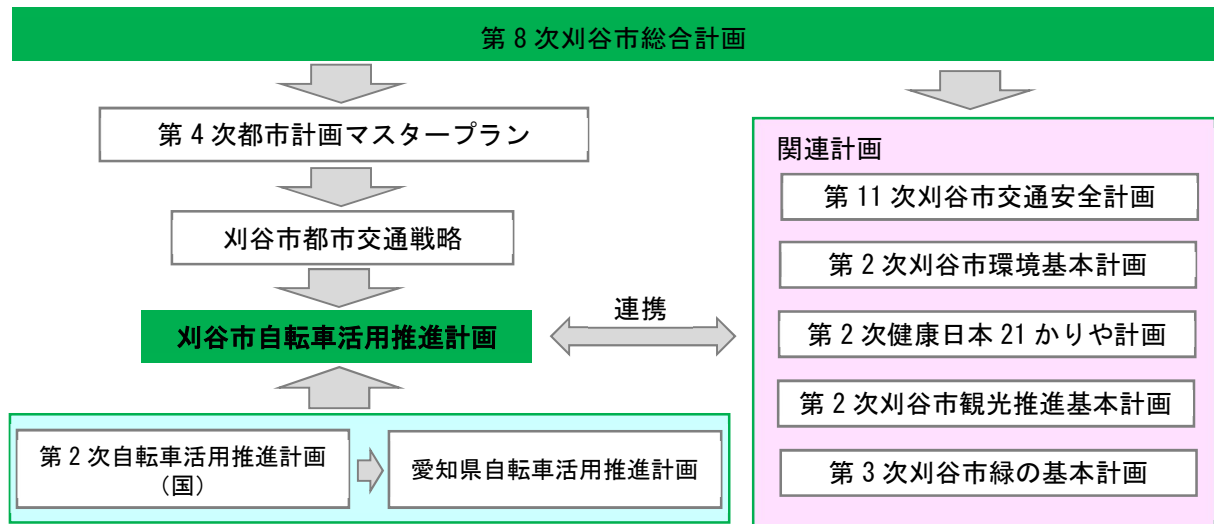 第8次刈谷市総合計画
第4次都市計画マスタープラン
刈谷市都市交通戦略
刈谷市自転車活用推進計画
連携
第2次自転車活用推進計画
（国）
愛知県自転車活用推進計画
関連計画
第11次刈谷市交通安全計画
第2次刈谷市環境基本計画
第2次健康日本21かりや計画
第2次刈谷市観光推進基本計画
第3次刈谷市緑の基本計画